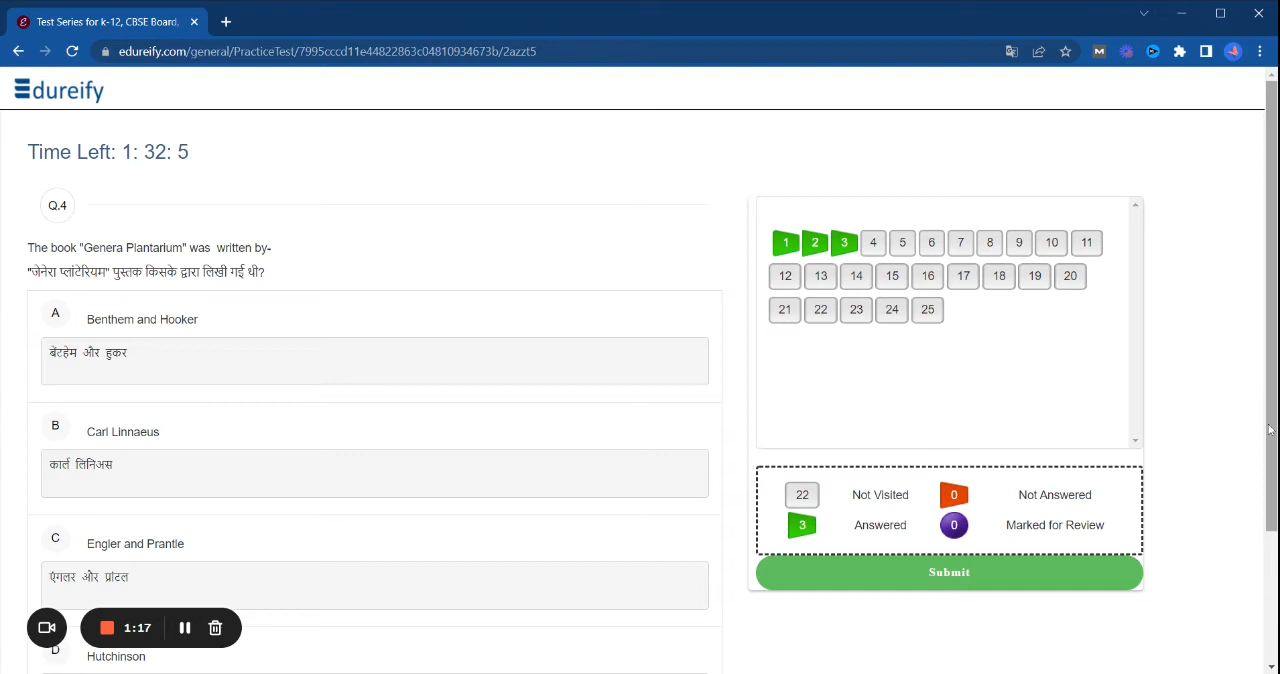 Test Series for k-12, CBSE Board,
edureify.com/general/PracticeTest/7995cccd11e44822863c04810934673b/2azzt5
M
Edureify
Time Left: 1: 32: 5
Q.4
The book "Genera Plantarium" was written by-
"जेनेरा प्लांटेरियम" पुस्तक किसके द्वारा लिखी गई थी?
A
Benthem and Hooker
बेंटहेम और हुकर
B
Carl Linnaeus
कार्ल लिनिअस
C
Engler and Prantle
एंगलर और प्रांटल
1:17
D
Hutchinson
1 2 3 4 5 6 7 8 9 10 11
12 13 14 15 16 17 18 19 20
21 22 23 24 25
22 Not Visited 0 Not Answered
3 Answered 0 Marked for Review
Submit